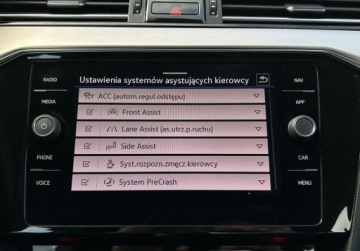 Ustawienia systemów asystujących kierowcy
RADIO
NAV
ACC (autom.regul.odstępu)
MEDIA
APP
Front Assist
Lane Assist (as.utrz.p.ruchu)
Side Assist
PHONE
CAR
Syst.rozpozn.zmęcz.kierowcy
VOICE
System PreCrash
MENU